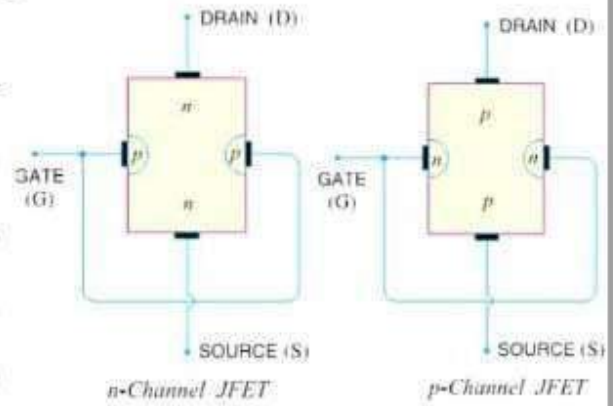 DRAIN (D)
n
p
p
GATE
(G)
n
SOURCE (S)
n-Channel JFET
DRAIN (D)
p
n
n
GATE
(G)
p
SOURCE (S)
p-Channel JFET